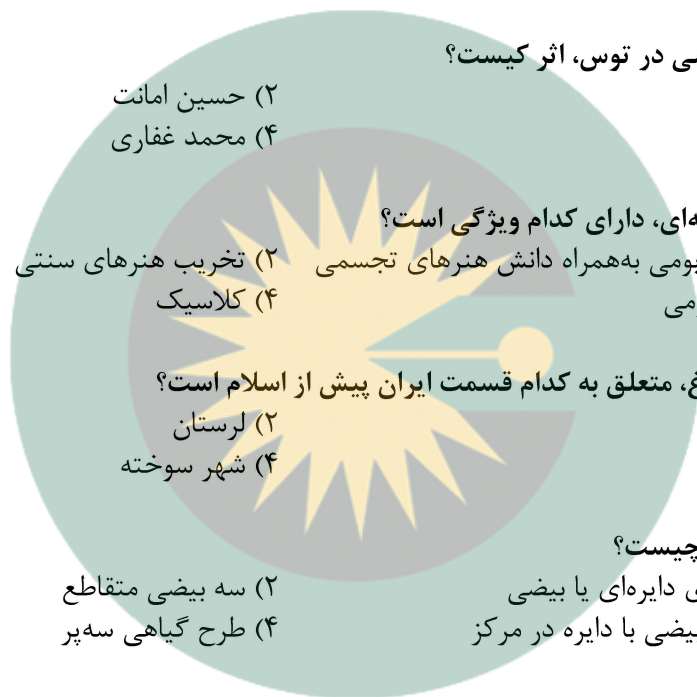 سی در توس، اثر کیست؟
۲) حسین امانت
۴) محمد غفاری
ه‌ای، دارای کدام ویژگی است؟
بومی به‌همراه دانش هنرهای تجسمی ۲) تخریب هنرهای سنتی
می ۴) کلاسیک
غ، متعلق به کدام قسمت ایران پیش از اسلام است؟
۲) لرستان
۴) شهر سوخته
چیست؟
ی دایره‌ای یا بیضی ۲) سه بیضی متقاطع
بیضی با دایره در مرکز ۴) طرح گیاهی سه‌پر